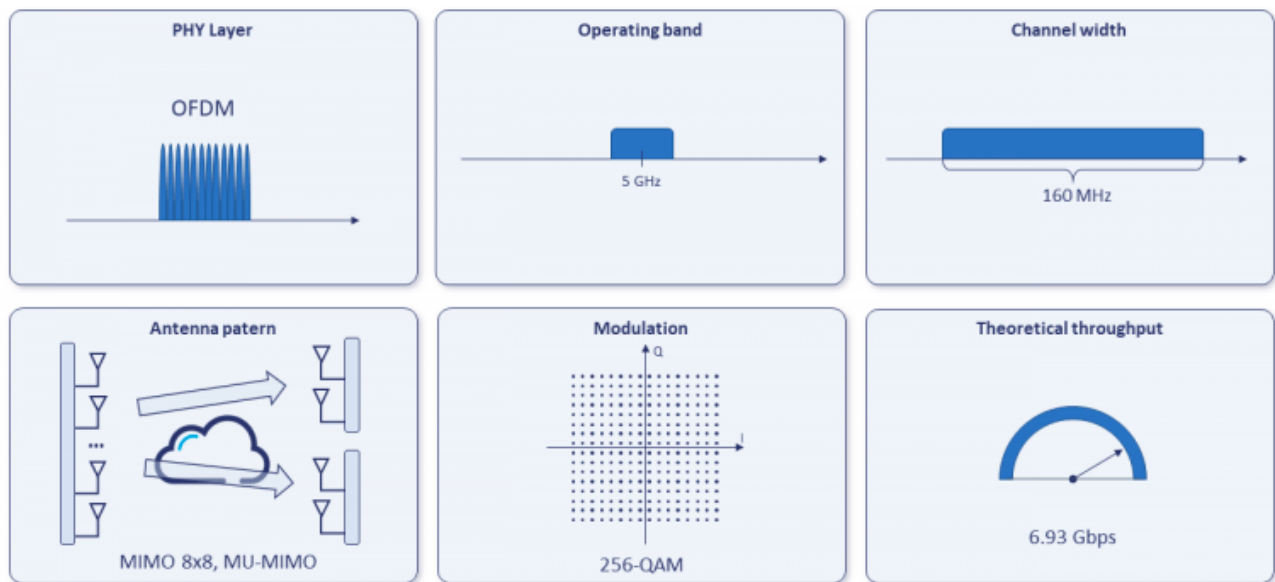 PHY Layer
OFDM
Operating band
5 GHz
Channel width
160 MHz
Antenna patern
...
MIMO 8x8, MU-MIMO
Modulation
Q
I
256-QAM
Theoretical throughput
6.93 Gbps